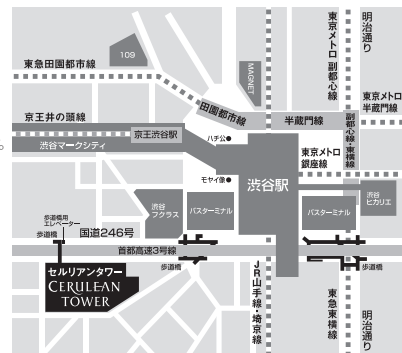 109
東急田園都市線
MAGNET
東京メトロ 副都心線
明治通り
田園都市線
半蔵門線
東京メトロ
半蔵門線
京王井の頭線
京王渋谷駅
ハチ公
副都心線・東横線
渋谷マークシティ
東京メトロ
銀座線
モヤイ像
渋谷駅
渋谷
フクラス
バスターミナル
バスターミナル
渋谷
ヒカリエ
歩道橋用
エレベーター
歩道橋
国道246号
首都高速3号線
歩道橋
歩道橋
セルリアンタワー
CERULEAN
TOWER
JR山手線・埼京線
東急東横線
明治通り